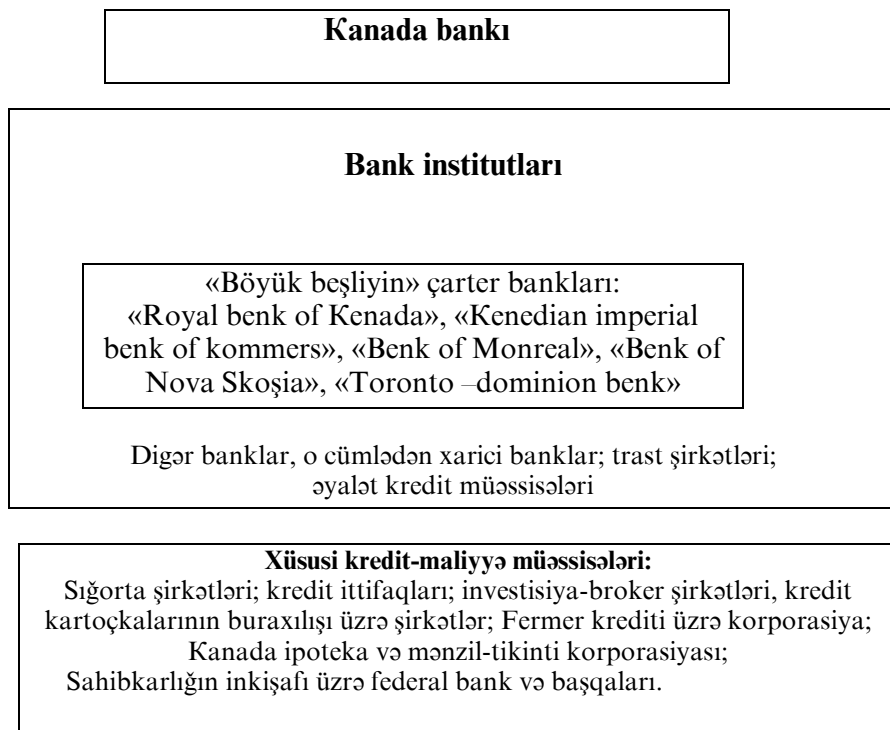 Kanada bankı
Bank institutları
«Böyük beşliyin» çarter bankları:
«Royal benk of Kenada», «Kenedian imperial
benk of kommers», «Benk of Monreal», «Benk of
Nova Skoşia», «Toronto –dominion benk»
Digər banklar, o cümlədən xarici banklar; trast şirkətləri;
əyalət kredit müəssisələri
Xüsusi kredit-maliyyə müəssisələri:
Sığorta şirkətləri; kredit ittifaqları; investisiya-broker şirkətləri, kredit
kartoçkalarının buraxılışı üzrə şirkətlər; Fermer krediti üzrə korporasiya;
Kanada ipoteka və mənzil-tikinti korporasiyası;
Sahibkarlığın inkişafı üzrə federal bank və başqaları.